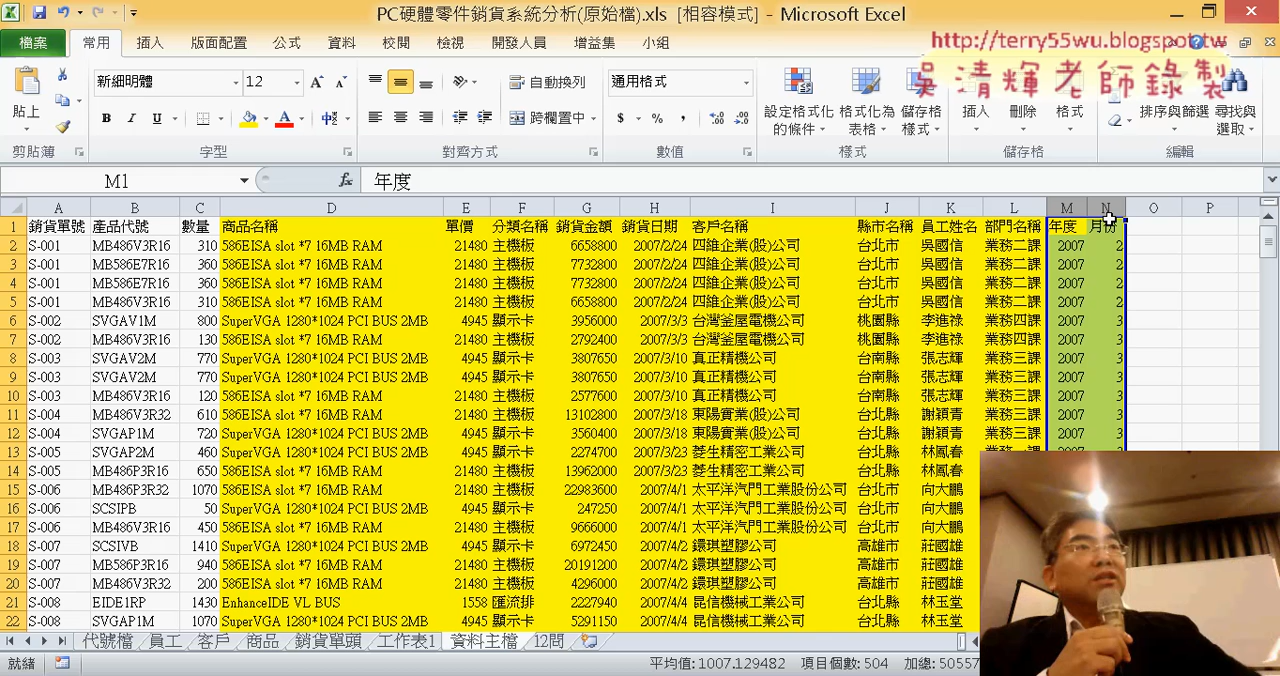 PC硬體零件銷貨系統分析(原始檔).xls [相容模式] - Microsoft Excel
檔案 常用 插入 版面配置 公式 資料 校閱 檢視 開發人員 增益集 小組
http://terry55wu.blogspot.tw
吳清輝老師錄製
新細明體 12 自動換列 通用格式
貼上 B I U 中 跨欄置中 $ % , 設定格式化的條件 格式化為表格 儲存格樣式 插入 刪除 格式 排序與篩選 尋找與選取
剪貼簿 字型 對齊方式 數值 樣式 儲存格 編輯
M1 fx 年度
A B C D E F G H I J K L M N O P
1 銷貨單號 產品代號 數量 商品名稱 單價 分類名稱 銷貨金額 銷貨日期 客戶名稱 縣市名稱 員工姓名 部門名稱 年度 月份
2 S-001 MB486V3R16 310 586EISA slot *7 16MB RAM 21480 主機板 6658800 2007/2/24 四維企業(股)公司 台北市 吳國信 業務二課 2007 2
3 S-001 MB586E7R16 360 586EISA slot *7 16MB RAM 21480 主機板 7732800 2007/2/24 四維企業(股)公司 台北市 吳國信 業務二課 2007 2
4 S-001 MB586E7R16 360 586EISA slot *7 16MB RAM 21480 主機板 7732800 2007/2/24 四維企業(股)公司 台北市 吳國信 業務二課 2007 2
5 S-001 MB486V3R16 310 586EISA slot *7 16MB RAM 21480 主機板 6658800 2007/2/24 四維企業(股)公司 台北市 吳國信 業務二課 2007 2
6 S-002 SVGAV1M 800 SuperVGA 1280*1024 PCI BUS 2MB 4945 顯示卡 3956000 2007/3/3 台灣釜屋電機公司 桃園縣 李進祿 業務四課 2007 3
7 S-002 MB486V3R16 130 586EISA slot *7 16MB RAM 21480 主機板 2792400 2007/3/3 台灣釜屋電機公司 桃園縣 李進祿 業務四課 2007 3
8 S-003 SVGAV2M 770 SuperVGA 1280*1024 PCI BUS 2MB 4945 顯示卡 3807650 2007/3/10 真正精機公司 台南縣 張志輝 業務三課 2007 3
9 S-003 SVGAV2M 770 SuperVGA 1280*1024 PCI BUS 2MB 4945 顯示卡 3807650 2007/3/10 真正精機公司 台南縣 張志輝 業務三課 2007 3
10 S-003 MB486V3R16 120 586EISA slot *7 16MB RAM 21480 主機板 2577600 2007/3/10 真正精機公司 台南縣 張志輝 業務三課 2007 3
11 S-004 MB486V3R32 610 586EISA slot *7 16MB RAM 21480 主機板 13102800 2007/3/18 東陽實業(股)公司 台北縣 謝穎青 業務三課 2007 3
12 S-004 SVGAP1M 720 SuperVGA 1280*1024 PCI BUS 2MB 4945 顯示卡 3560400 2007/3/18 東陽實業(股)公司 台北縣 謝穎青 業務三課 2007 3
13 S-005 SVGAP2M 460 SuperVGA 1280*1024 PCI BUS 2MB 4945 顯示卡 2274700 2007/3/23 菱生精密工業公司 台北縣 林鳳春
14 S-005 MB486P3R16 650 586EISA slot *7 16MB RAM 21480 主機板 13962000 2007/3/23 菱生精密工業公司 台北縣 林鳳春
15 S-006 MB486P3R32 1070 586EISA slot *7 16MB RAM 21480 主機板 22983600 2007/4/1 太平洋汽門工業股份公司 台北市 向大鵬
16 S-006 SCSIPB 50 SuperVGA 1280*1024 PCI BUS 2MB 4945 顯示卡 247250 2007/4/1 太平洋汽門工業股份公司 台北市 向大鵬
17 S-006 MB486V3R16 450 586EISA slot *7 16MB RAM 21480 主機板 9666000 2007/4/1 太平洋汽門工業股份公司 台北市 向大鵬
18 S-007 SCSIVB 1410 SuperVGA 1280*1024 PCI BUS 2MB 4945 顯示卡 6972450 2007/4/2 鐶琪塑膠公司 高雄市 莊國雄
19 S-007 MB586P3R16 940 586EISA slot *7 16MB RAM 21480 主機板 20191200 2007/4/2 鐶琪塑膠公司 高雄市 莊國雄
20 S-007 MB486V3R32 200 586EISA slot *7 16MB RAM 21480 主機板 4296000 2007/4/2 鐶琪塑膠公司 高雄市 莊國雄
21 S-008 EIDE1RP 1430 EnhanceIDE VL BUS 1558 匯流排 2227940 2007/4/4 昆信機械工業公司 台北縣 林玉堂
22 S-008 SVGAP1M 1070 SuperVGA 1280*1024 PCI BUS 2MB 4945 顯示卡 5291150 2007/4/4 昆信機械工業公司 台北縣 林玉堂
代號檔 員工 客戶 商品 銷貨單頭 工作表1 資料主檔 12問
就緒 平均值: 1007.129482 項目個數: 504 加總: 50557